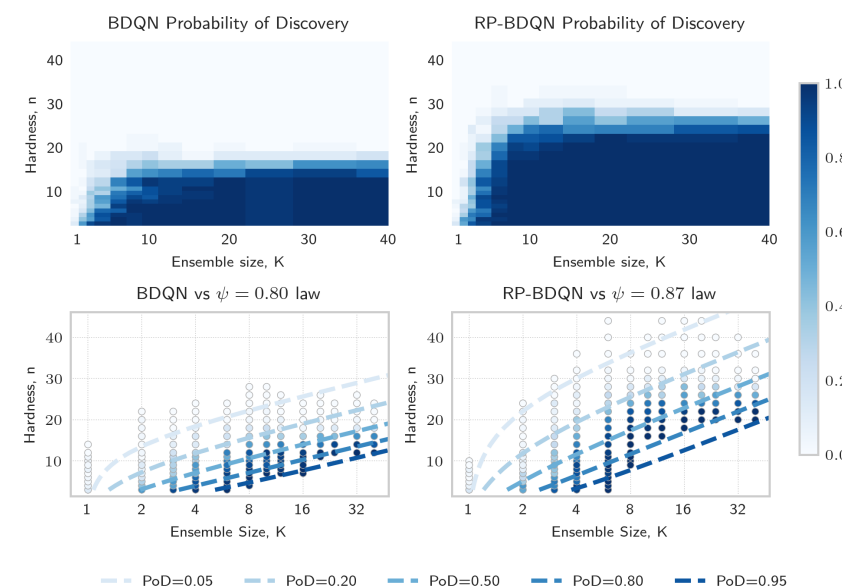 BDQN Probability of Discovery
RP-BDQN Probability of Discovery
Hardness, n
40
30
20
10
1
10
20
30
40
Ensemble size, K
Hardness, n
40
30
20
10
1
10
20
30
40
Ensemble size, K
1.0
0.8
0.6
0.4
0.2
0.0
BDQN vs ψ = 0.80 law
RP-BDQN vs ψ = 0.87 law
Hardness, n
40
30
20
10
1
2
4
8
16
32
Ensemble Size, K
Hardness, n
40
30
20
10
1
2
4
8
16
32
Ensemble Size, K
PoD=0.05
PoD=0.20
PoD=0.50
PoD=0.80
PoD=0.95